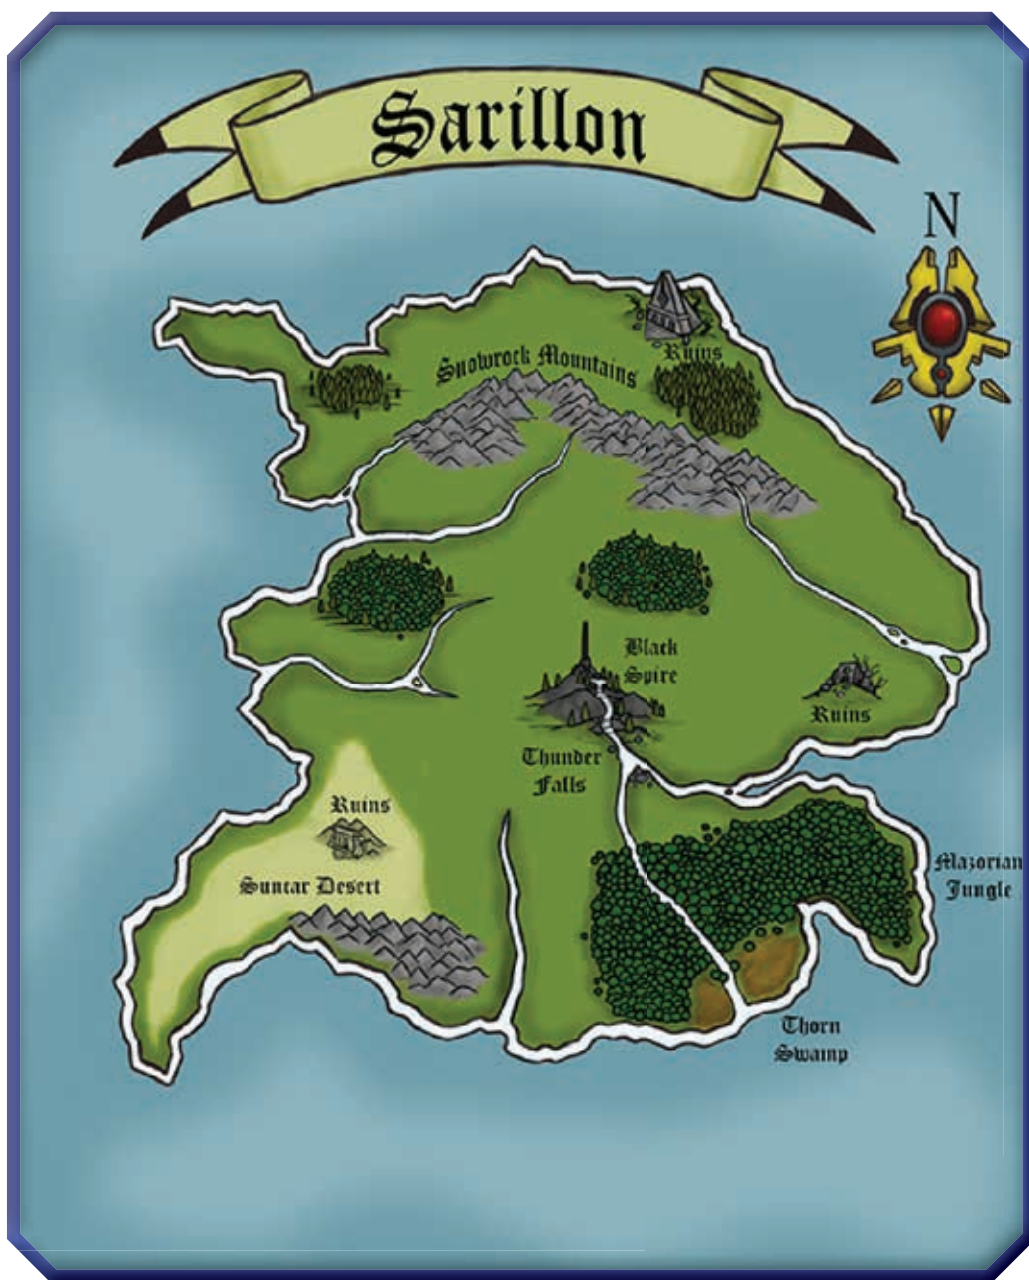 Sarillon
N
Ruins
Snowrock Mountains
Black
Spire
Ruins
Thunder
Falls
Ruins
Mazorian
Jungle
Suncar Desert
Thorn
Swamp